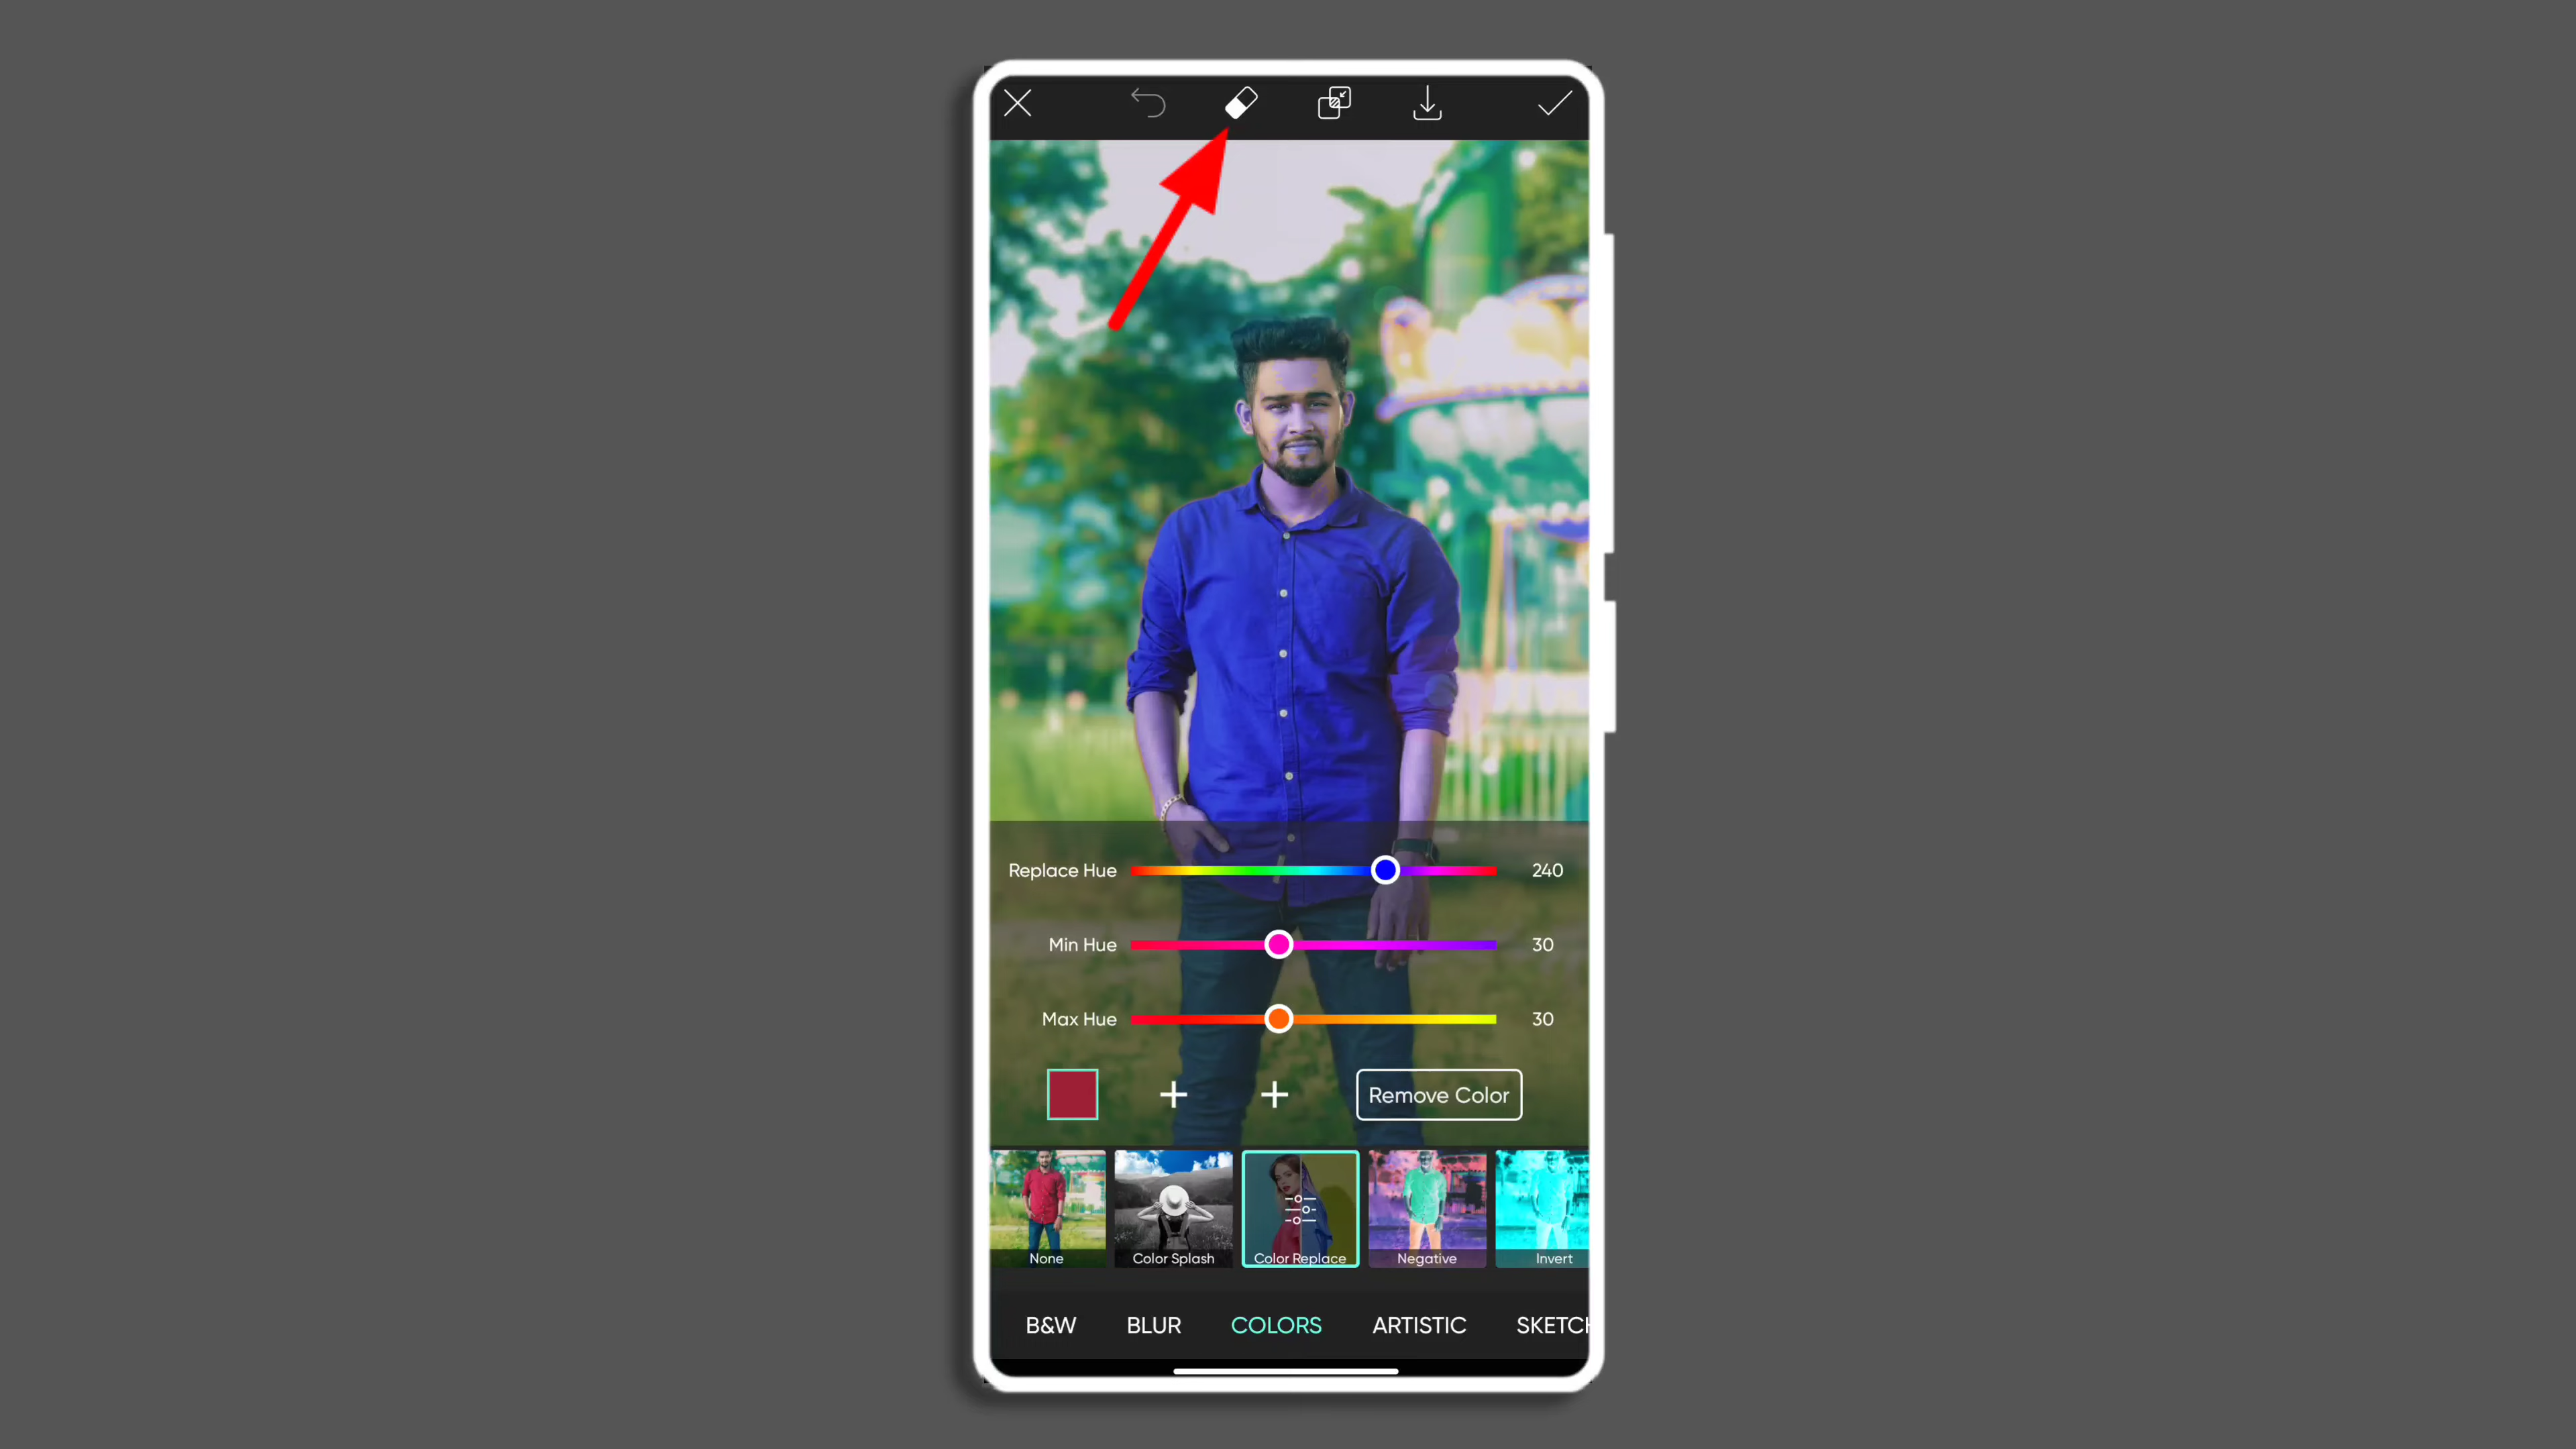 Replace Hue 240
Min Hue 30
Max Hue 30
Remove Color
None Color Splash Color Replace Negative Invert
B&W BLUR COLORS ARTISTIC SKETCH